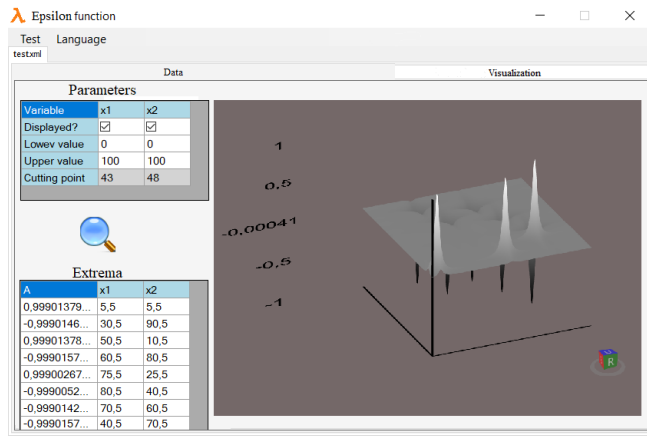 Epsilon function
Test Language
test.xml
Data Visualization
Parameters
Variable x1 x2
Displayed?
Lowev value 0 0
Upper value 100 100
Cutting point 43 48
Extrema
A x1 x2
0,99901379... 5,5 5,5
-0,9990146... 30,5 90,5
0,99901378... 50,5 10,5
-0,9990157... 60,5 80,5
0,99900267... 75,5 25,5
-0,9990052... 80,5 40,5
-0,9990142... 70,5 60,5
-0,9990157... 40,5 70,5
1
0,5
-0,00041
-0,5
-1
R